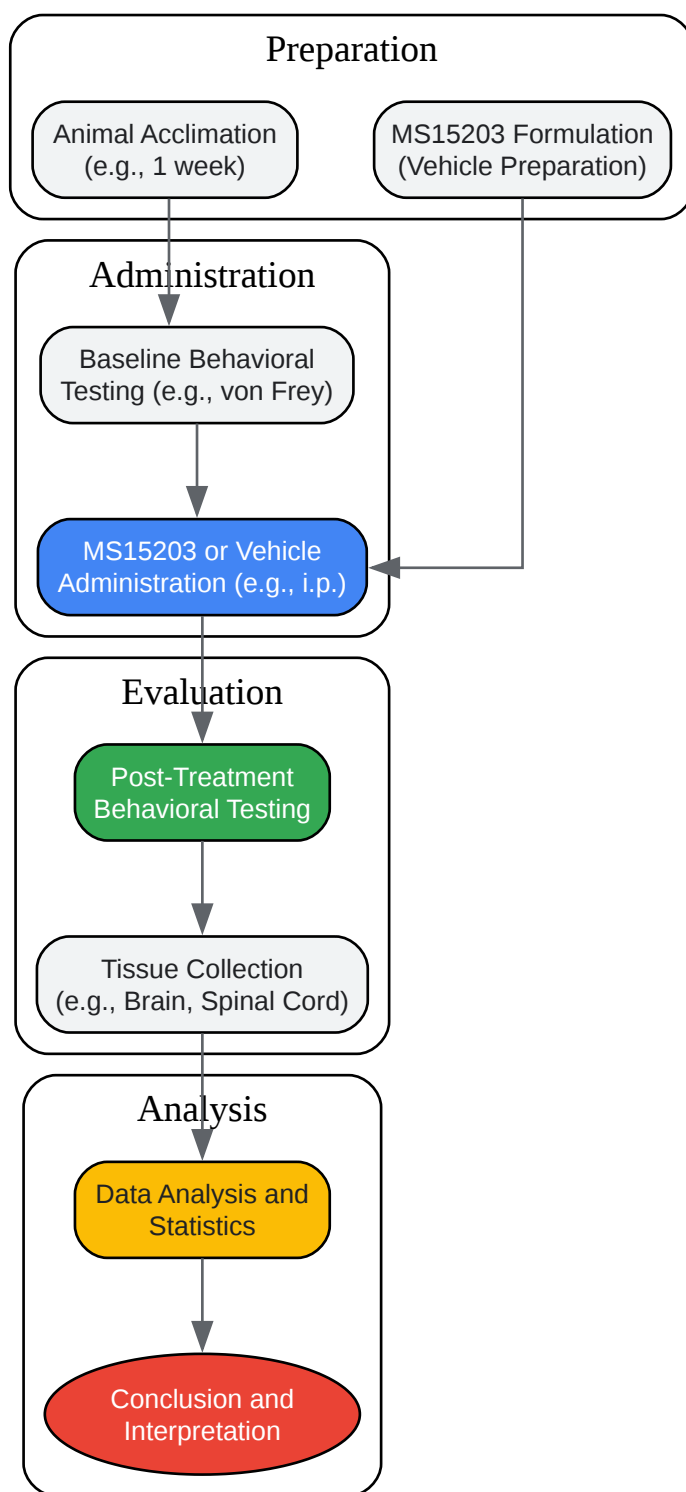 Preparation
Animal Acclimation
(e.g., 1 week)
MS15203 Formulation
(Vehicle Preparation)
Administration
Baseline Behavioral
Testing (e.g., von Frey)
MS15203 or Vehicle
Administration (e.g., i.p.)
Evaluation
Post-Treatment
Behavioral Testing
Tissue Collection
(e.g., Brain, Spinal Cord)
Analysis
Data Analysis and
Statistics
Conclusion and
Interpretation